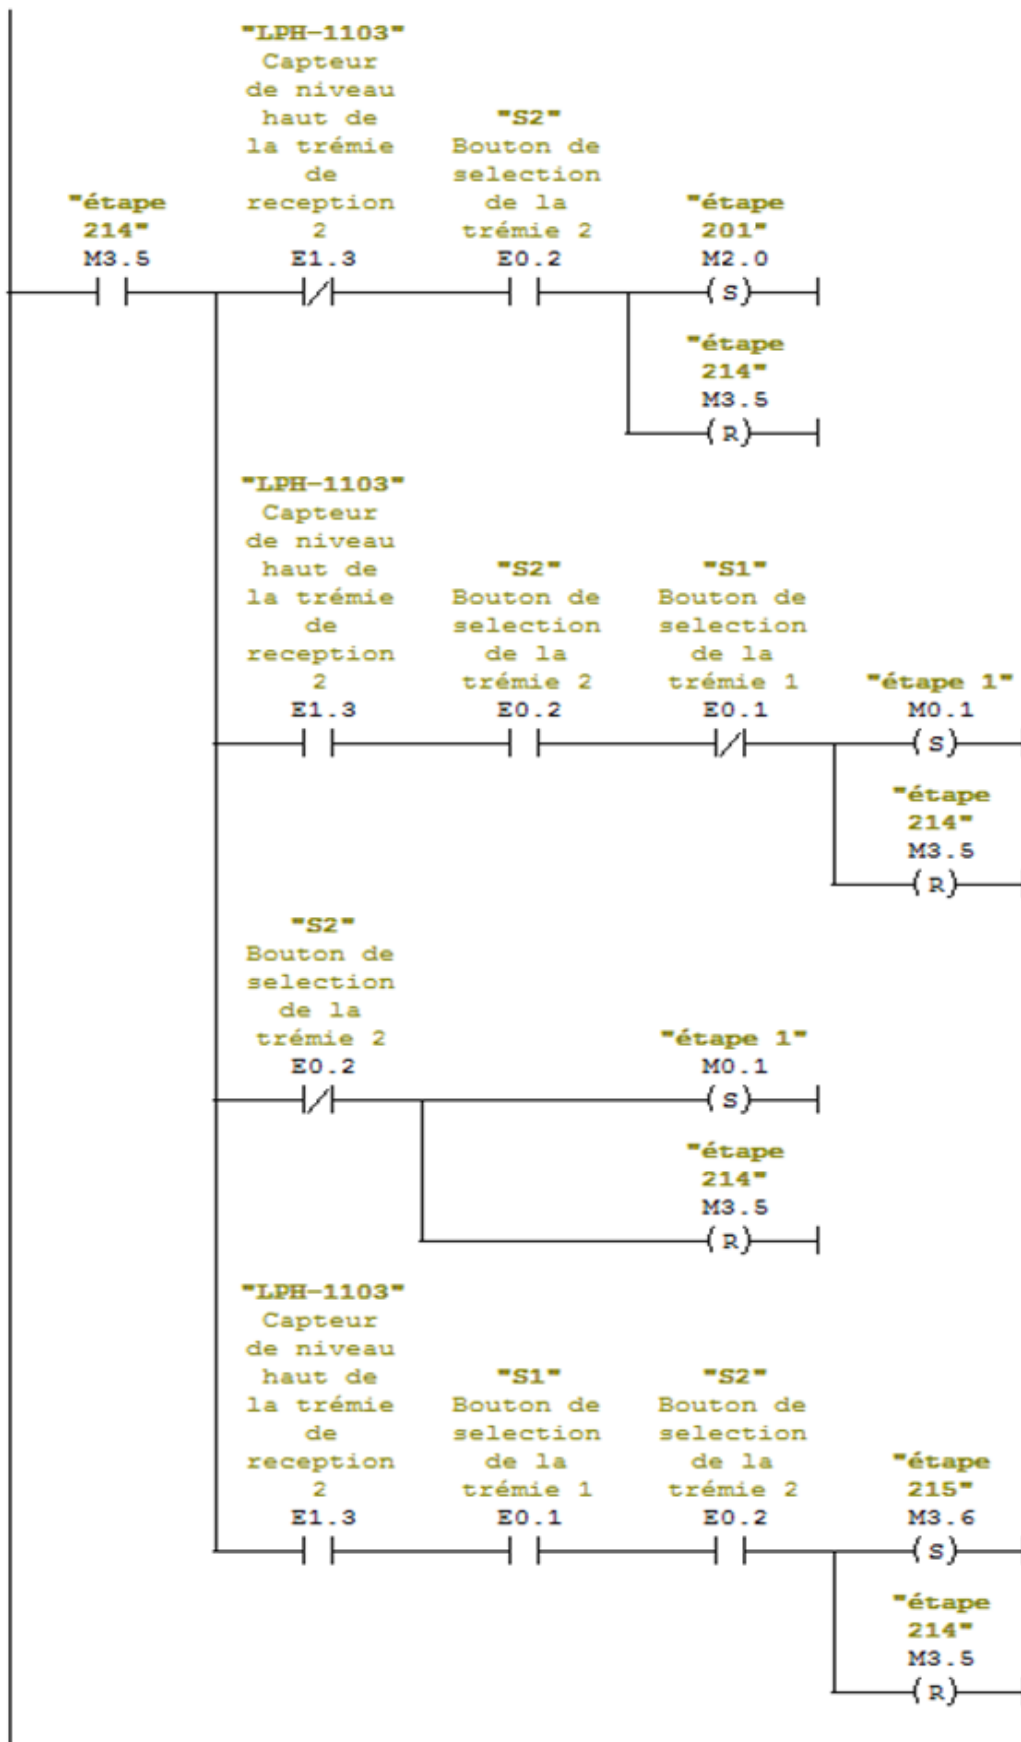 "LPH-1103"
Capteur
de niveau
haut de
la trémie
de
reception
2
E1.3
"S2"
Bouton de
selection
de la
trémie 2
E0.2
"étape
214"
M3.5
"étape
201"
M2.0
(S)
"étape
214"
M3.5
(R)
"LPH-1103"
Capteur
de niveau
haut de
la trémie
de
reception
2
E1.3
"S2"
Bouton de
selection
de la
trémie 2
E0.2
"S1"
Bouton de
selection
de la
trémie 1
E0.1
"étape 1"
M0.1
(S)
"étape
214"
M3.5
(R)
"S2"
Bouton de
selection
de la
trémie 2
E0.2
"étape 1"
M0.1
(S)
"étape
214"
M3.5
(R)
"LPH-1103"
Capteur
de niveau
haut de
la trémie
de
reception
2
E1.3
"S1"
Bouton de
selection
de la
trémie 1
E0.1
"S2"
Bouton de
selection
de la
trémie 2
E0.2
"étape
215"
M3.6
(S)
"étape
214"
M3.5
(R)